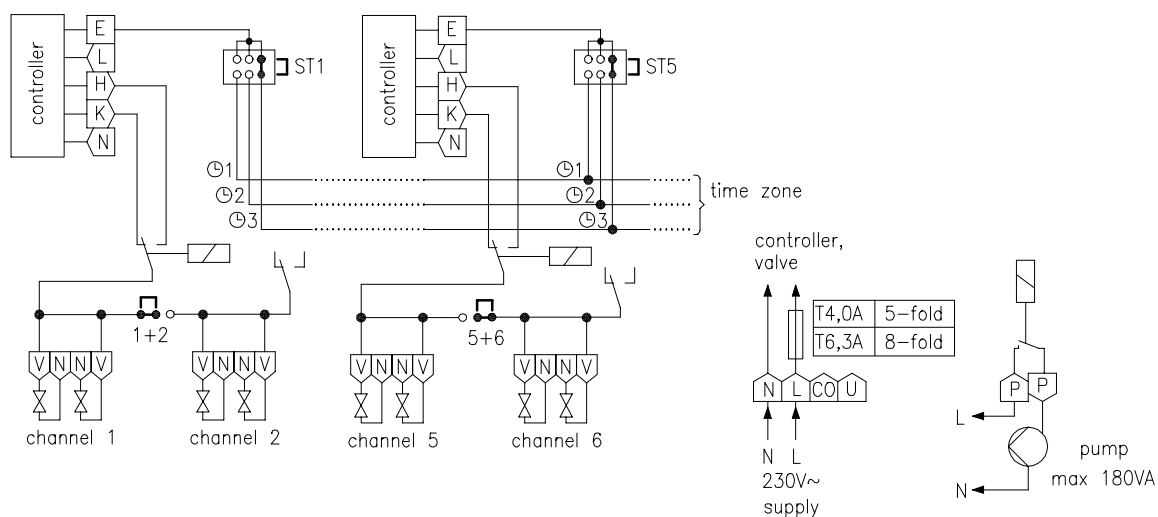 controller
E
L
H
K
N
ST1
controller
E
L
H
K
N
ST5
1
2
3
1
2
3
time zone
1+2
5+6
V N N V
V N N V
V N N V
V N N V
channel 1
channel 2
channel 5
channel 6
controller,
valve
T4,0A 5-fold
T6,3A 8-fold
N L CO U
N L
230V~
supply
P P
L
N
pump
max 180VA